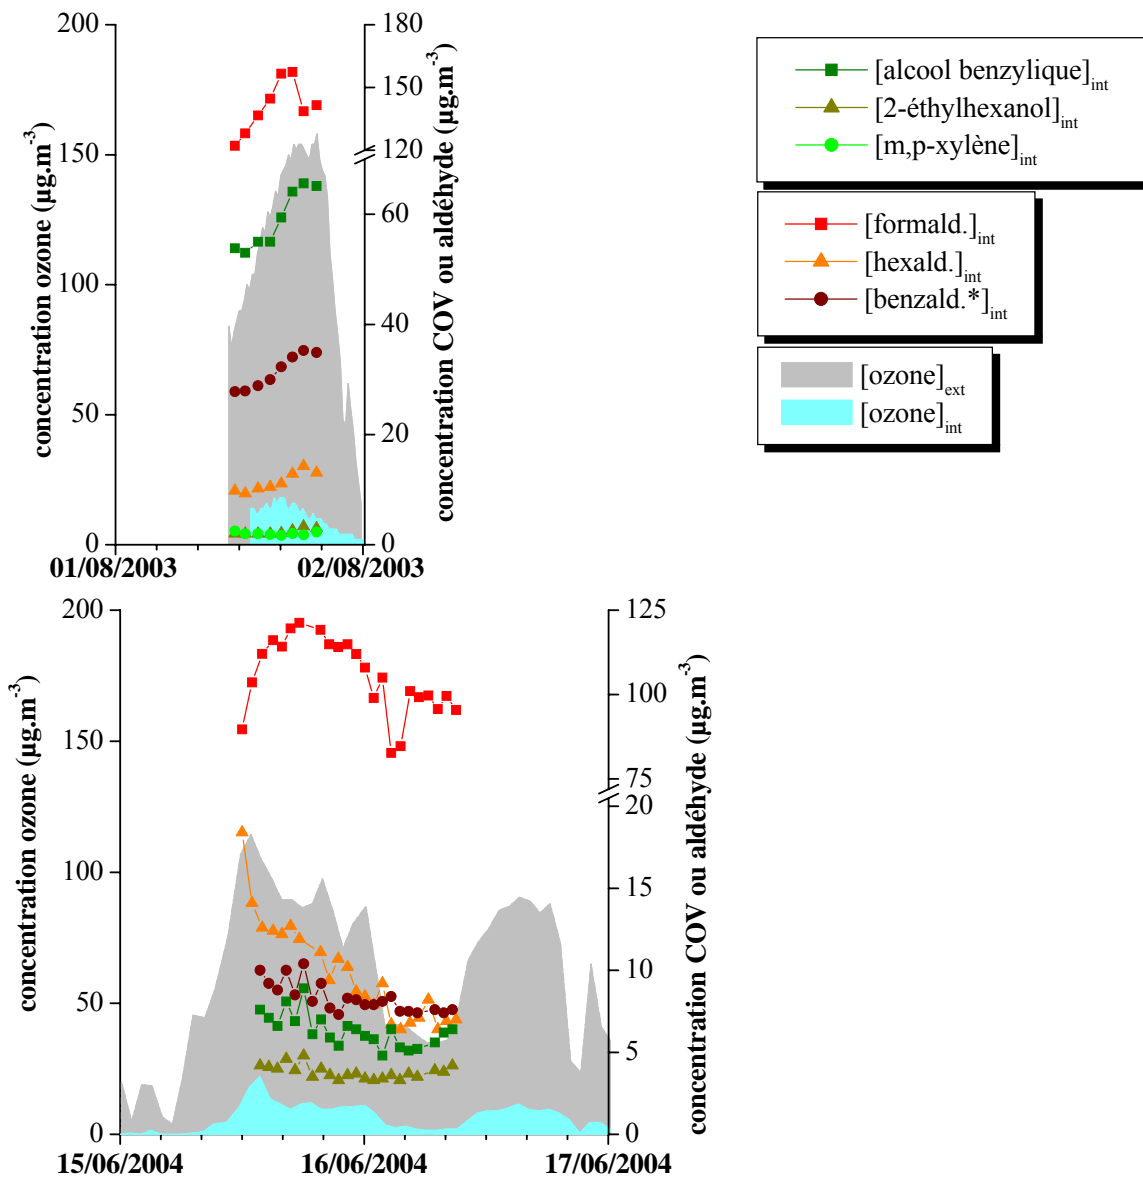 200
150
100
50
0
concentration ozone (µg.m⁻³)
180
150
120
60
40
20
0
concentration COV ou aldéhyde (µg.m⁻³)
01/08/2003
02/08/2003
[alcool benzylique]int
[2-éthylhexanol]int
[m,p-xylène]int
[formald.]int
[hexald.]int
[benzald.*]int
[ozone]ext
[ozone]int
200
150
100
50
0
concentration ozone (µg.m⁻³)
125
100
75
20
15
10
5
0
concentration COV ou aldéhyde (µg.m⁻³)
15/06/2004
16/06/2004
17/06/2004